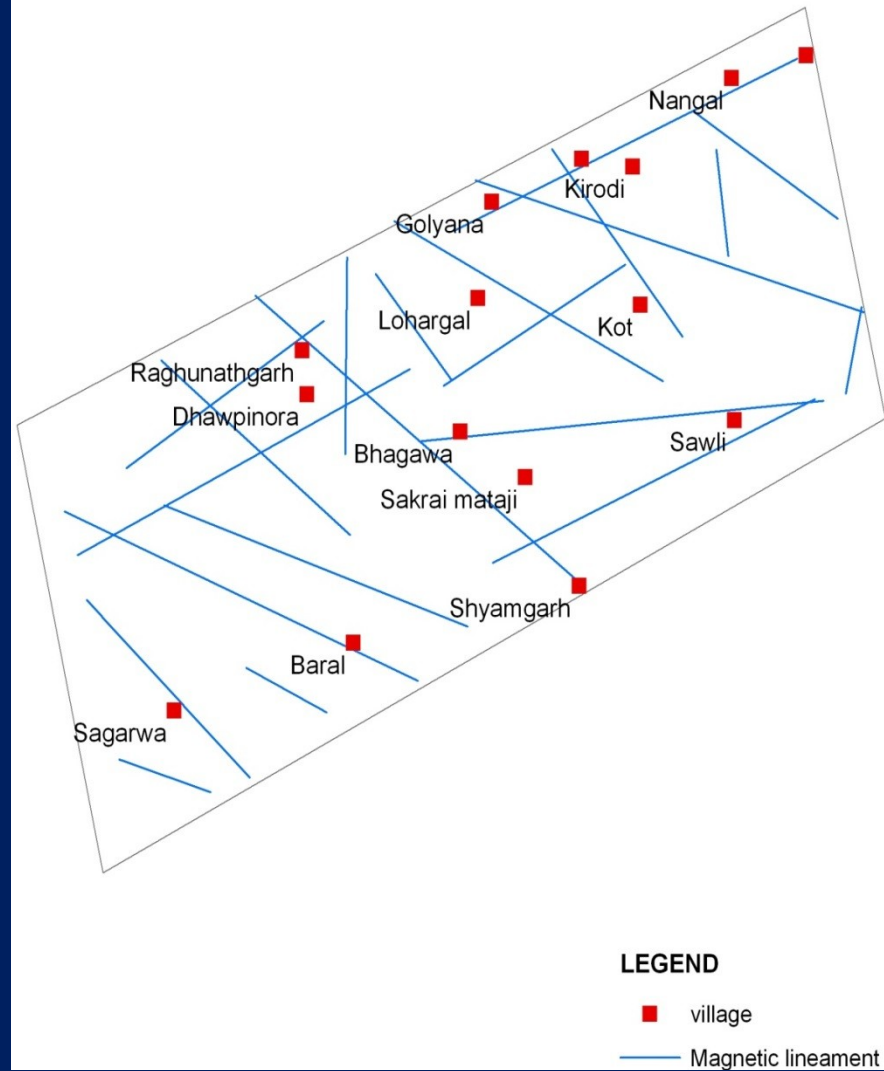 Nangal
Kirodi
Golyana
Lohargal
Kot
Raghunathgarh
Dhawpinora
Bhagawa
Sawli
Sakrai mataji
Shyamgarh
Baral
Sagarwa
LEGEND
village
Magnetic lineament